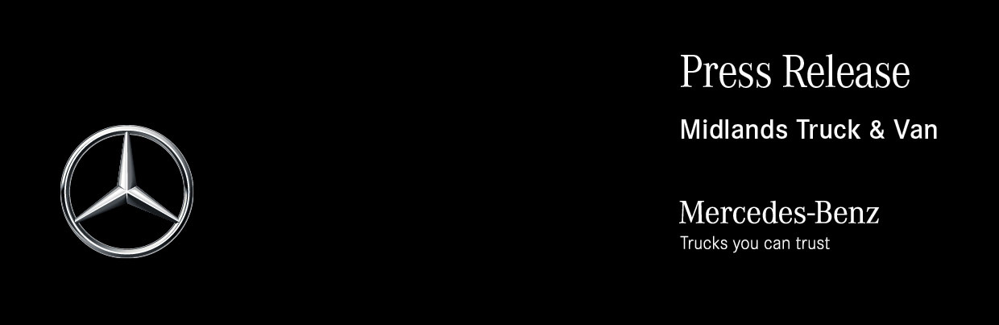 Press Release
Midlands Truck & Van
Mercedes-Benz
Trucks you can trust